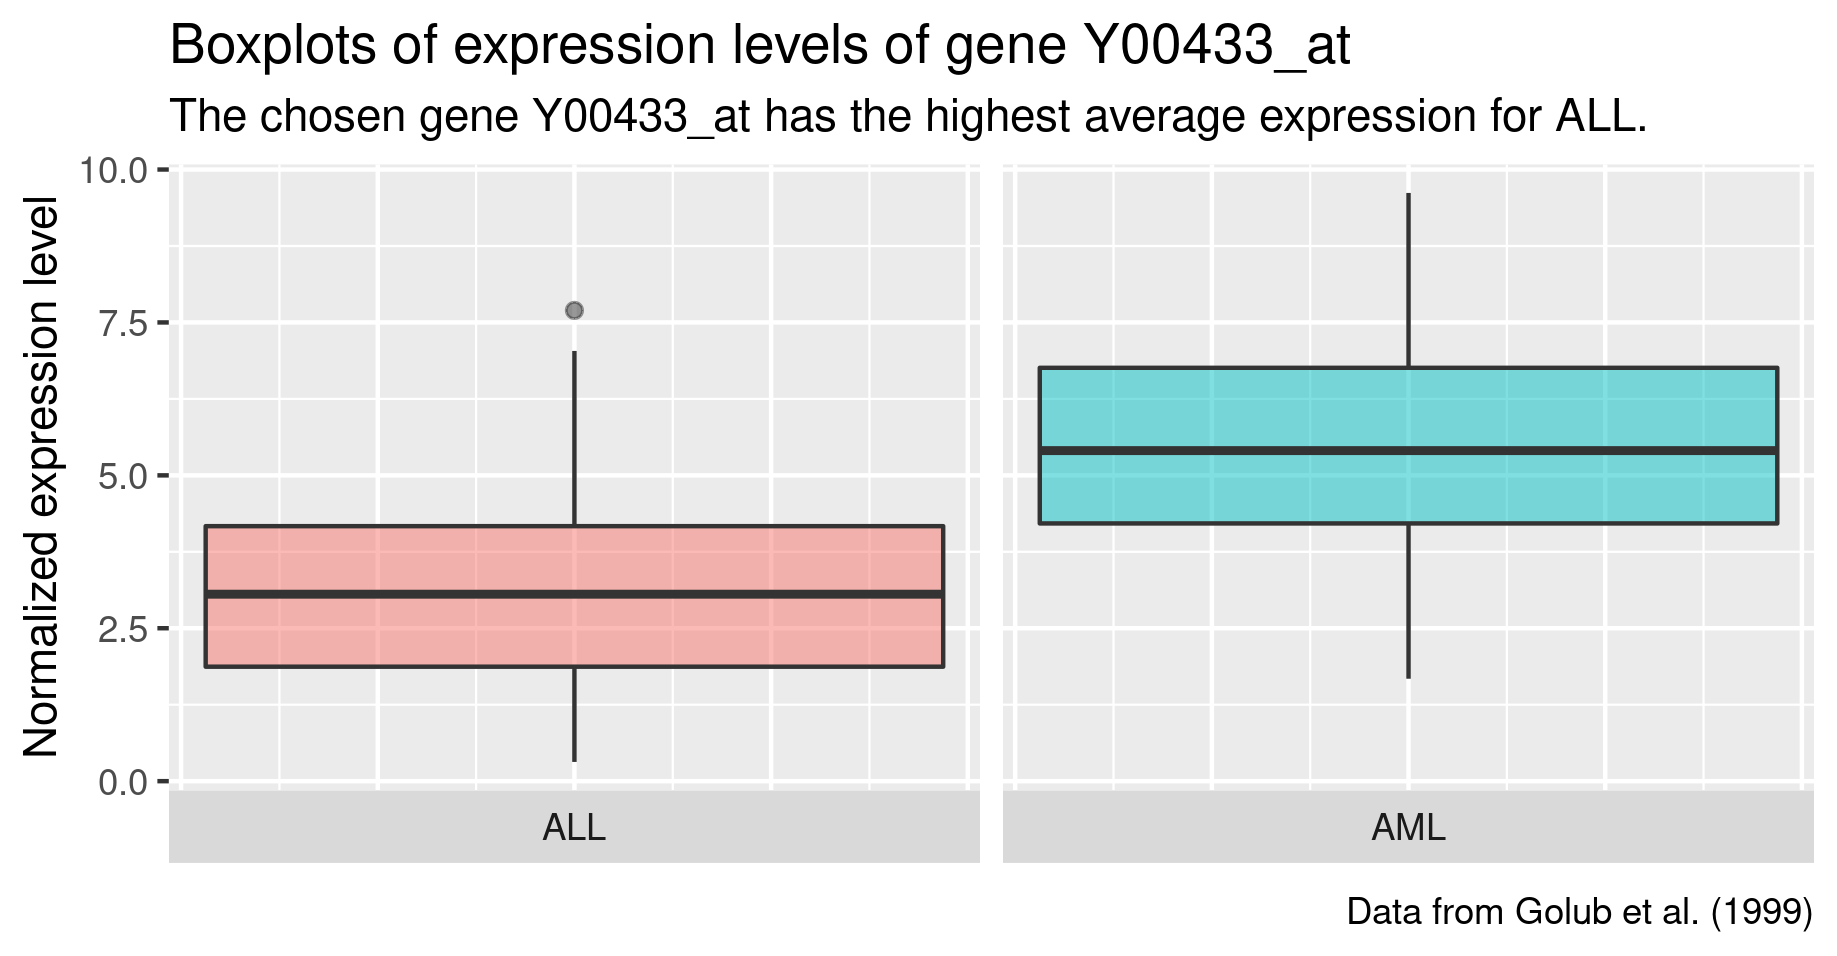 Boxplots of expression levels of gene Y00433_at
The chosen gene Y00433_at has the highest average expression for ALL.
Normalized expression level
10.0
7.5
5.0
2.5
0.0
ALL
AML
Data from Golub et al. (1999)